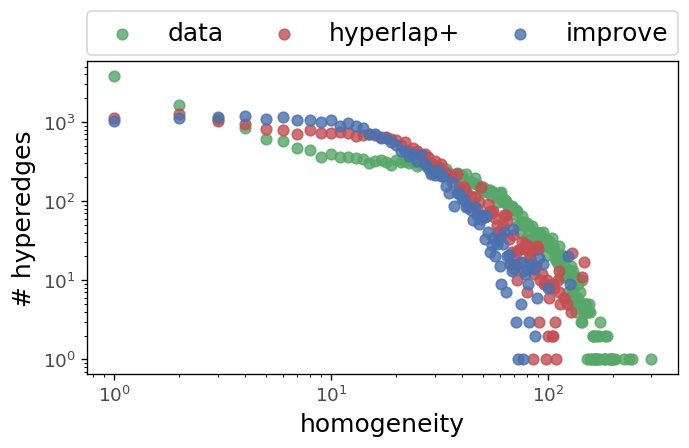 data hyperlap+ improve
# hyperedges
10³
10²
10¹
10⁰
10⁰ 10¹ 10²
homogeneity